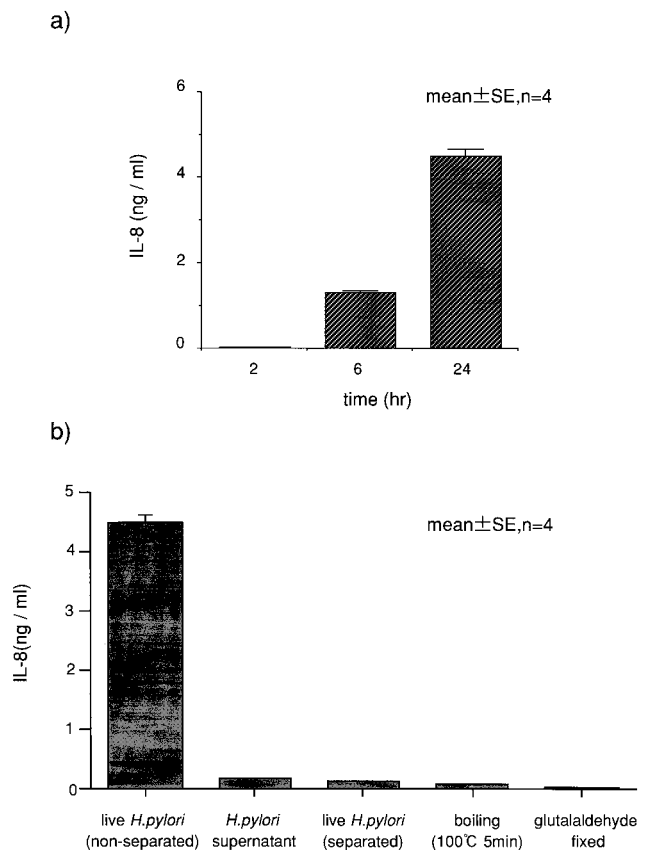 a)
mean±SE,n=4
IL-8 (ng / ml)
6
4
2
0
2 6 24
time (hr)
b)
mean±SE,n=4
IL-8(ng / ml)
5
4
3
2
1
0
live H.pylori (non-separated)
H.pylori supernatant
live H.pylori (separated)
boiling (100℃ 5min)
glutalaldehyde fixed